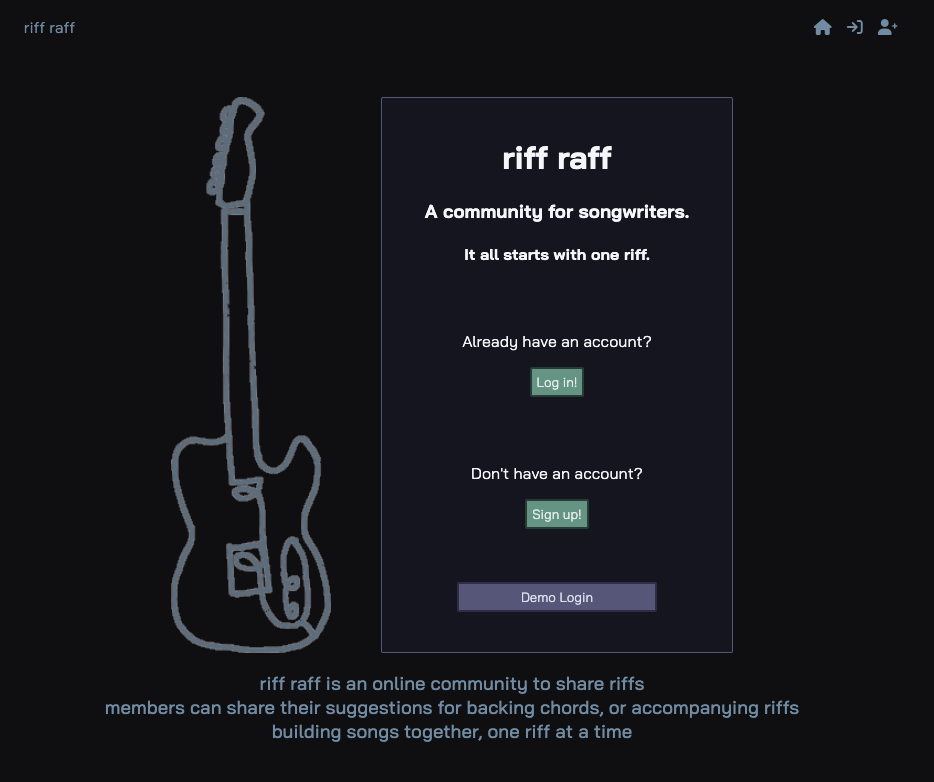 riff raff
riff raff
A community for songwriters.
It all starts with one riff.
Already have an account?
Log in!
Don't have an account?
Sign up!
Demo Login
riff raff is an online community to share riffs
members can share their suggestions for backing chords, or accompanying riffs
building songs together, one riff at a time